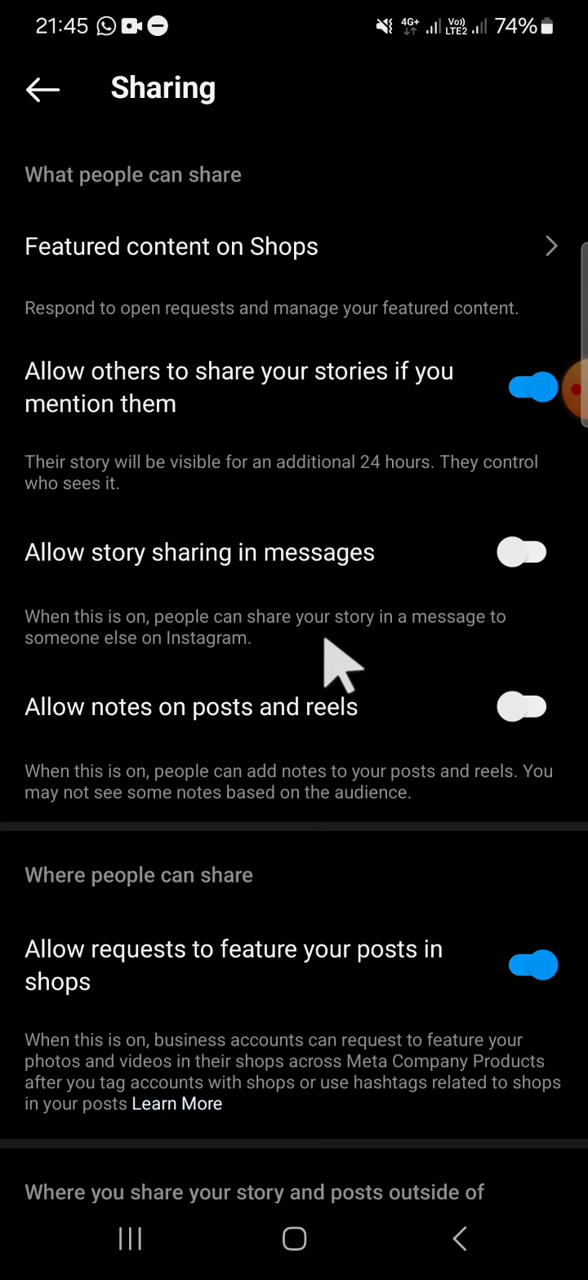 21:45 4G+ Vo)) LTE2 74%
Sharing
What people can share
Featured content on Shops
Respond to open requests and manage your featured content.
Allow others to share your stories if you
mention them
Their story will be visible for an additional 24 hours. They control
who sees it.
Allow story sharing in messages
When this is on, people can share your story in a message to
someone else on Instagram.
Allow notes on posts and reels
When this is on, people can add notes to your posts and reels. You
may not see some notes based on the audience.
Where people can share
Allow requests to feature your posts in
shops
When this is on, business accounts can request to feature your
photos and videos in their shops across Meta Company Products
after you tag accounts with shops or use hashtags related to shops
in your posts Learn More
Where you share your story and posts outside of